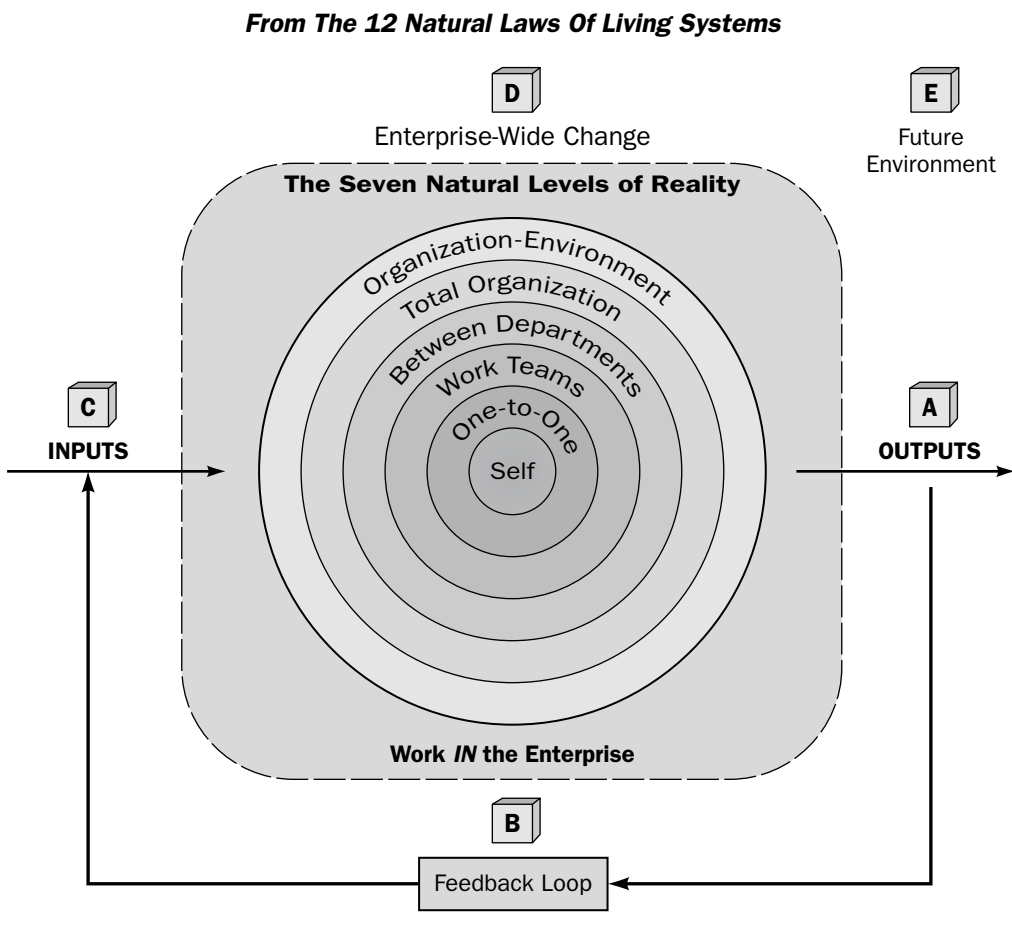 From The 12 Natural Laws Of Living Systems
D
Enterprise-Wide Change
E
Future
Environment
The Seven Natural Levels of Reality
Organization-Environment
Total Organization
Between Departments
Work Teams
One-to-One
Self
C
INPUTS
A
OUTPUTS
Work IN the Enterprise
B
Feedback Loop